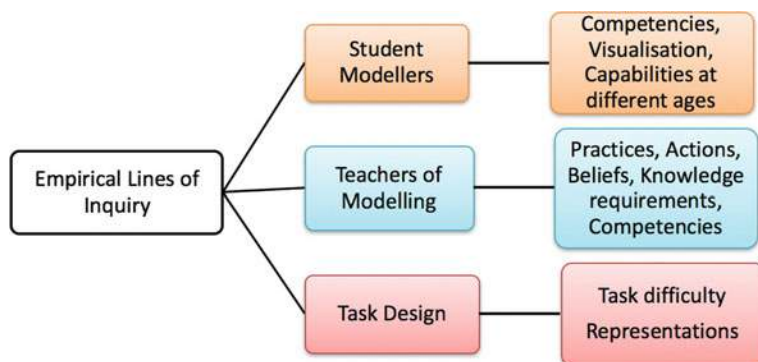 Empirical Lines of
Inquiry
Student
Modellers
Competencies,
Visualisation,
Capabilities at
different ages
Teachers of
Modelling
Practices, Actions,
Beliefs, Knowledge
requirements,
Competencies
Task Design
Task difficulty
Representations